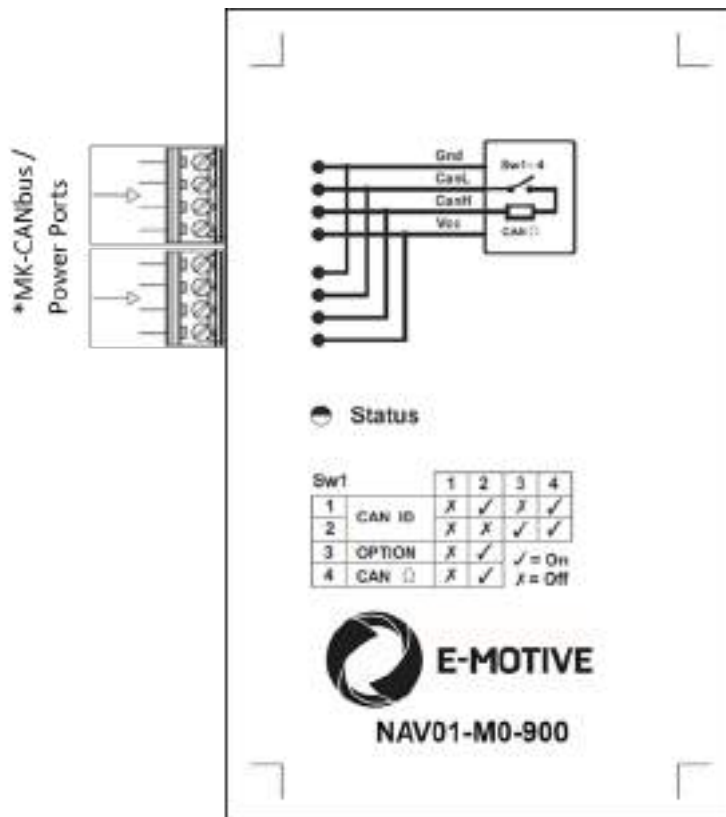 *MK-CANbus /
Power Ports
Gnd
CanL
CanH
Vcc
Sw1-4
CAN Ω
Status
Sw1 1 2 3 4
1 CAN ID ✗ ✓ ✗ ✓
2 ✗ ✗ ✓ ✓
3 OPTION ✗ ✓ ✓= On
4 CAN Ω ✗ ✓ ✗= Off
E-MOTIVE
NAV01-M0-900